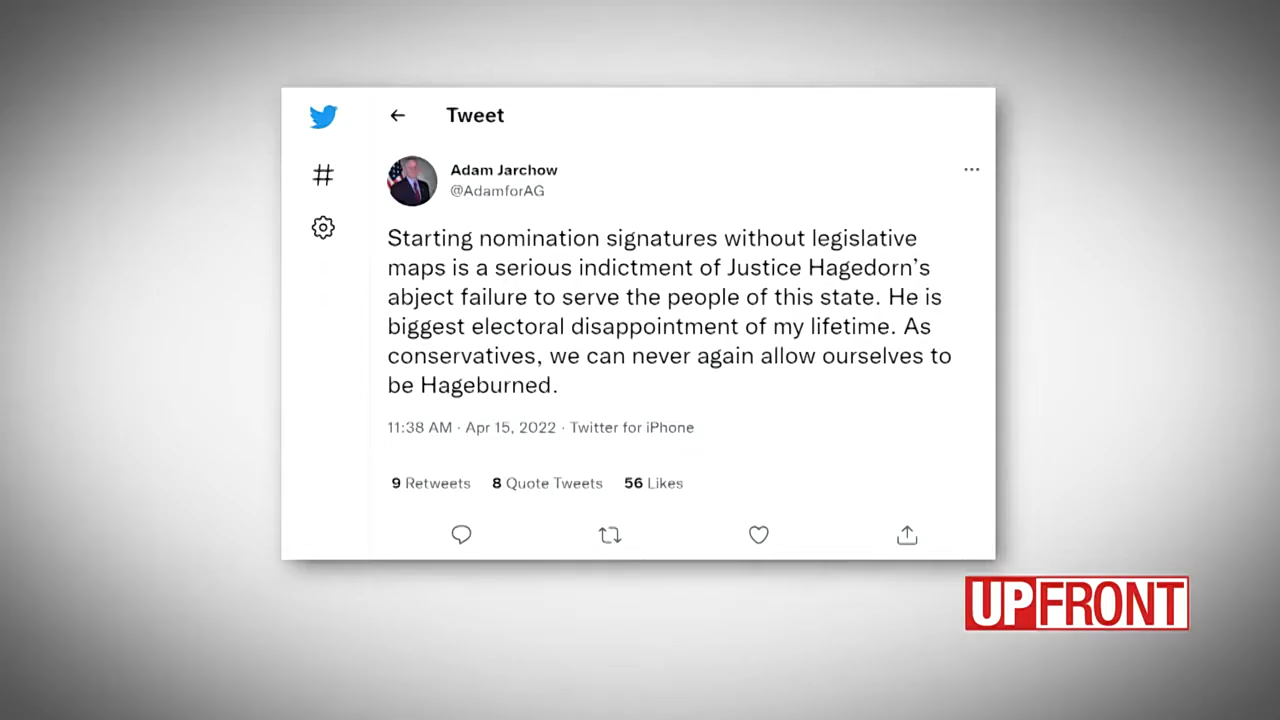 Tweet
Adam Jarchow
@AdamforAG
Starting nomination signatures without legislative
maps is a serious indictment of Justice Hagedorn's
abject failure to serve the people of this state. He is
biggest electoral disappointment of my lifetime. As
conservatives, we can never again allow ourselves to
be Hageburned.
11:38 AM · Apr 15, 2022 · Twitter for iPhone
9 Retweets 8 Quote Tweets 56 Likes
UPFRONT